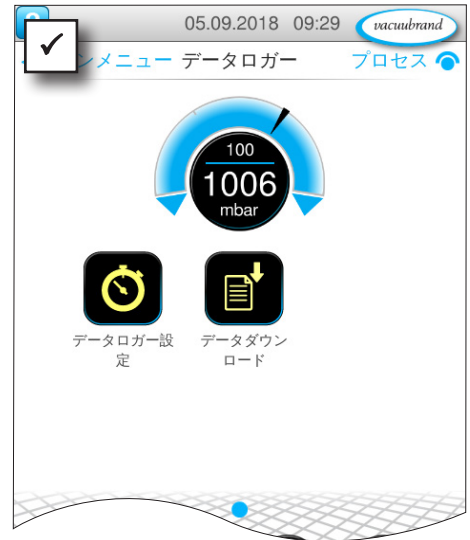 05.09.2018 09:29 vacuubrand
ンメニュー データロガー プロセス
100
1006
mbar
データロガー設
定
データダウン
ロード